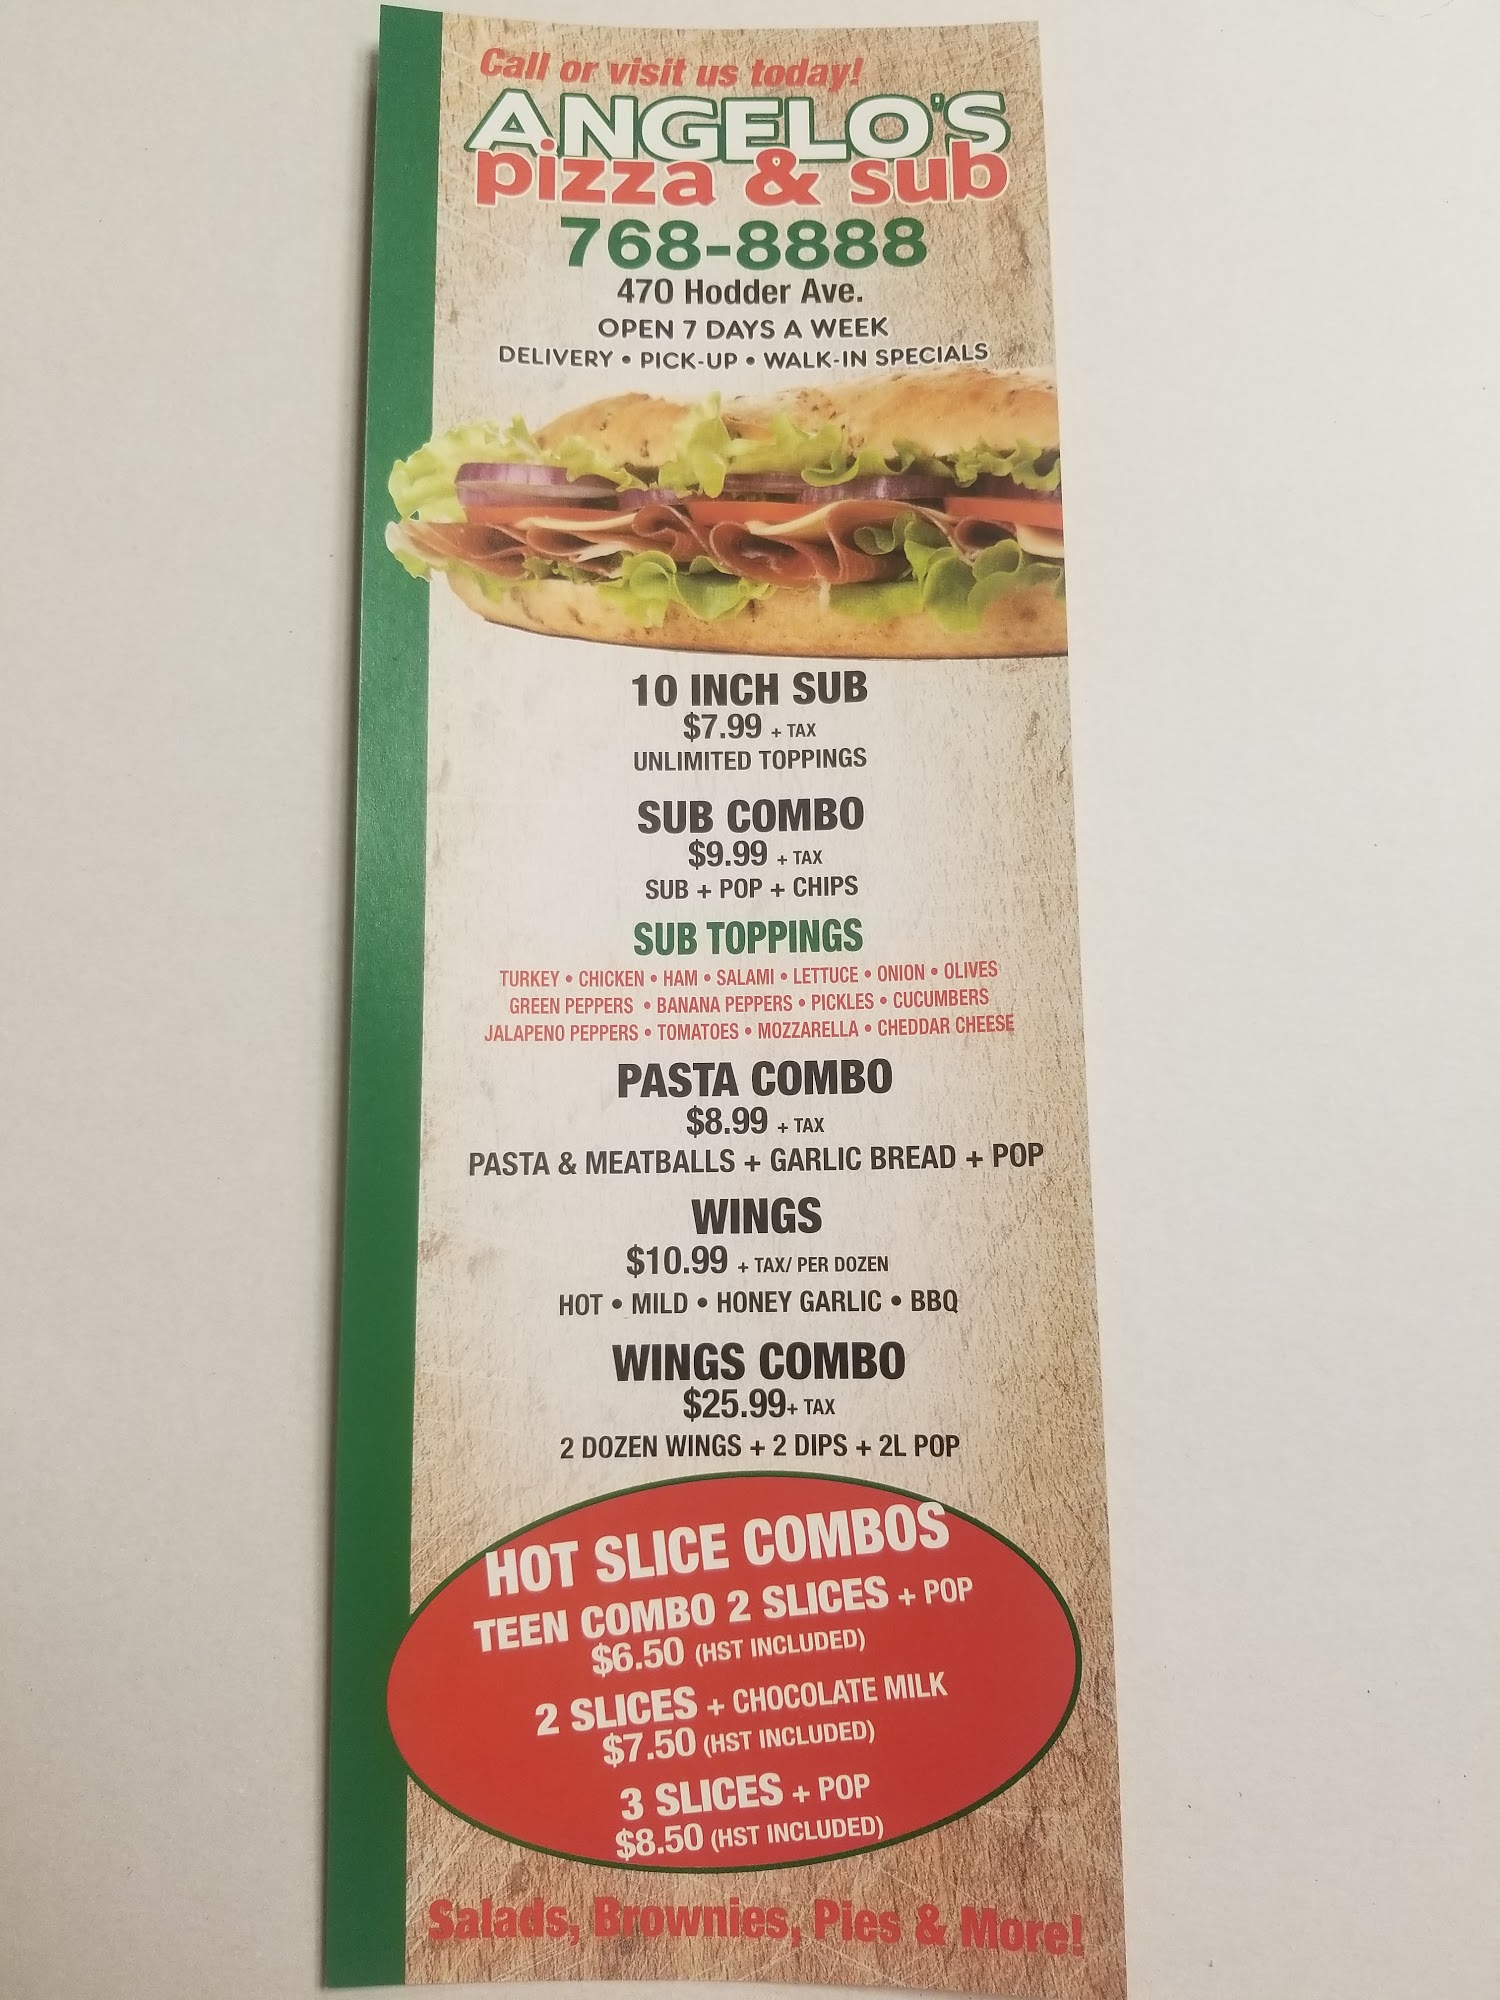 Call or visit us today!
ANGELO'S
pizza & sub
768-8888
470 Hodder Ave.
OPEN 7 DAYS A WEEK
DELIVERY • PICK-UP • WALK-IN SPECIALS
10 INCH SUB
$7.99 + TAX
UNLIMITED TOPPINGS
SUB COMBO
$9.99 + TAX
SUB + POP + CHIPS
SUB TOPPINGS
TURKEY • CHICKEN • HAM • SALAMI • LETTUCE • ONION • OLIVES
GREEN PEPPERS • BANANA PEPPERS • PICKLES • CUCUMBERS
JALAPENO PEPPERS • TOMATOES • MOZZARELLA • CHEDDAR CHEESE
PASTA COMBO
$8.99 + TAX
PASTA & MEATBALLS + GARLIC BREAD + POP
WINGS
$10.99 + TAX/ PER DOZEN
HOT • MILD • HONEY GARLIC • BBQ
WINGS COMBO
$25.99+ TAX
2 DOZEN WINGS + 2 DIPS + 2L POP
HOT SLICE COMBOS
TEEN COMBO 2 SLICES + POP
$6.50 (HST INCLUDED)
2 SLICES + CHOCOLATE MILK
$7.50 (HST INCLUDED)
3 SLICES + POP
$8.50 (HST INCLUDED)
Salads, Brownies, Pies & More!